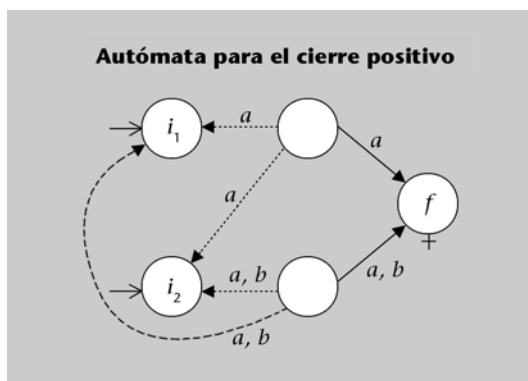 Autómata para el cierre positivo
i1
a
a
a
f
i2
a, b
a, b
a, b